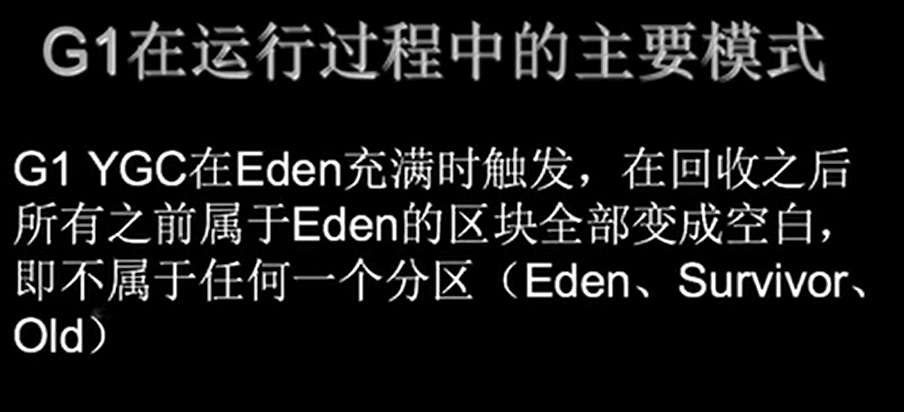 G1在运行过程中的主要模式
G1 YGC在Eden充满时触发，在回收之后
所有之前属于Eden的区块全部变成空白，
即不属于任何一个分区（Eden、Survivor、
Old）